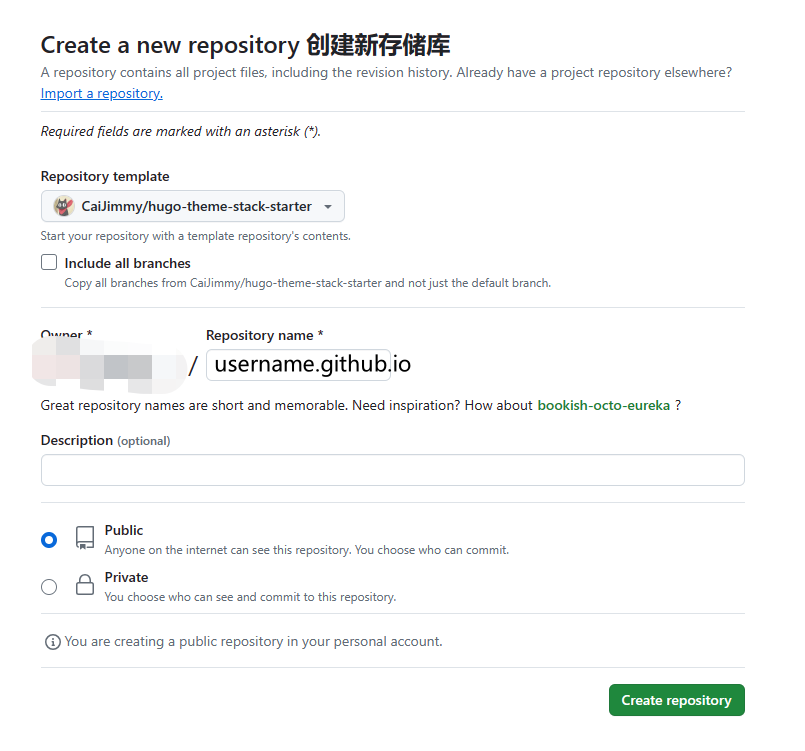 Create a new repository 创建新存储库
A repository contains all project files, including the revision history. Already have a project repository elsewhere?
Import a repository.
Required fields are marked with an asterisk (*).
Repository template
CaiJimmy/hugo-theme-stack-starter
Start your repository with a template repository's contents.
Include all branches
Copy all branches from CaiJimmy/hugo-theme-stack-starter and not just the default branch.
Owner * Repository name *
/ username.github.io
Great repository names are short and memorable. Need inspiration? How about bookish-octo-eureka ?
Description (optional)
Public
Anyone on the internet can see this repository. You choose who can commit.
Private
You choose who can see and commit to this repository.
You are creating a public repository in your personal account.
Create repository